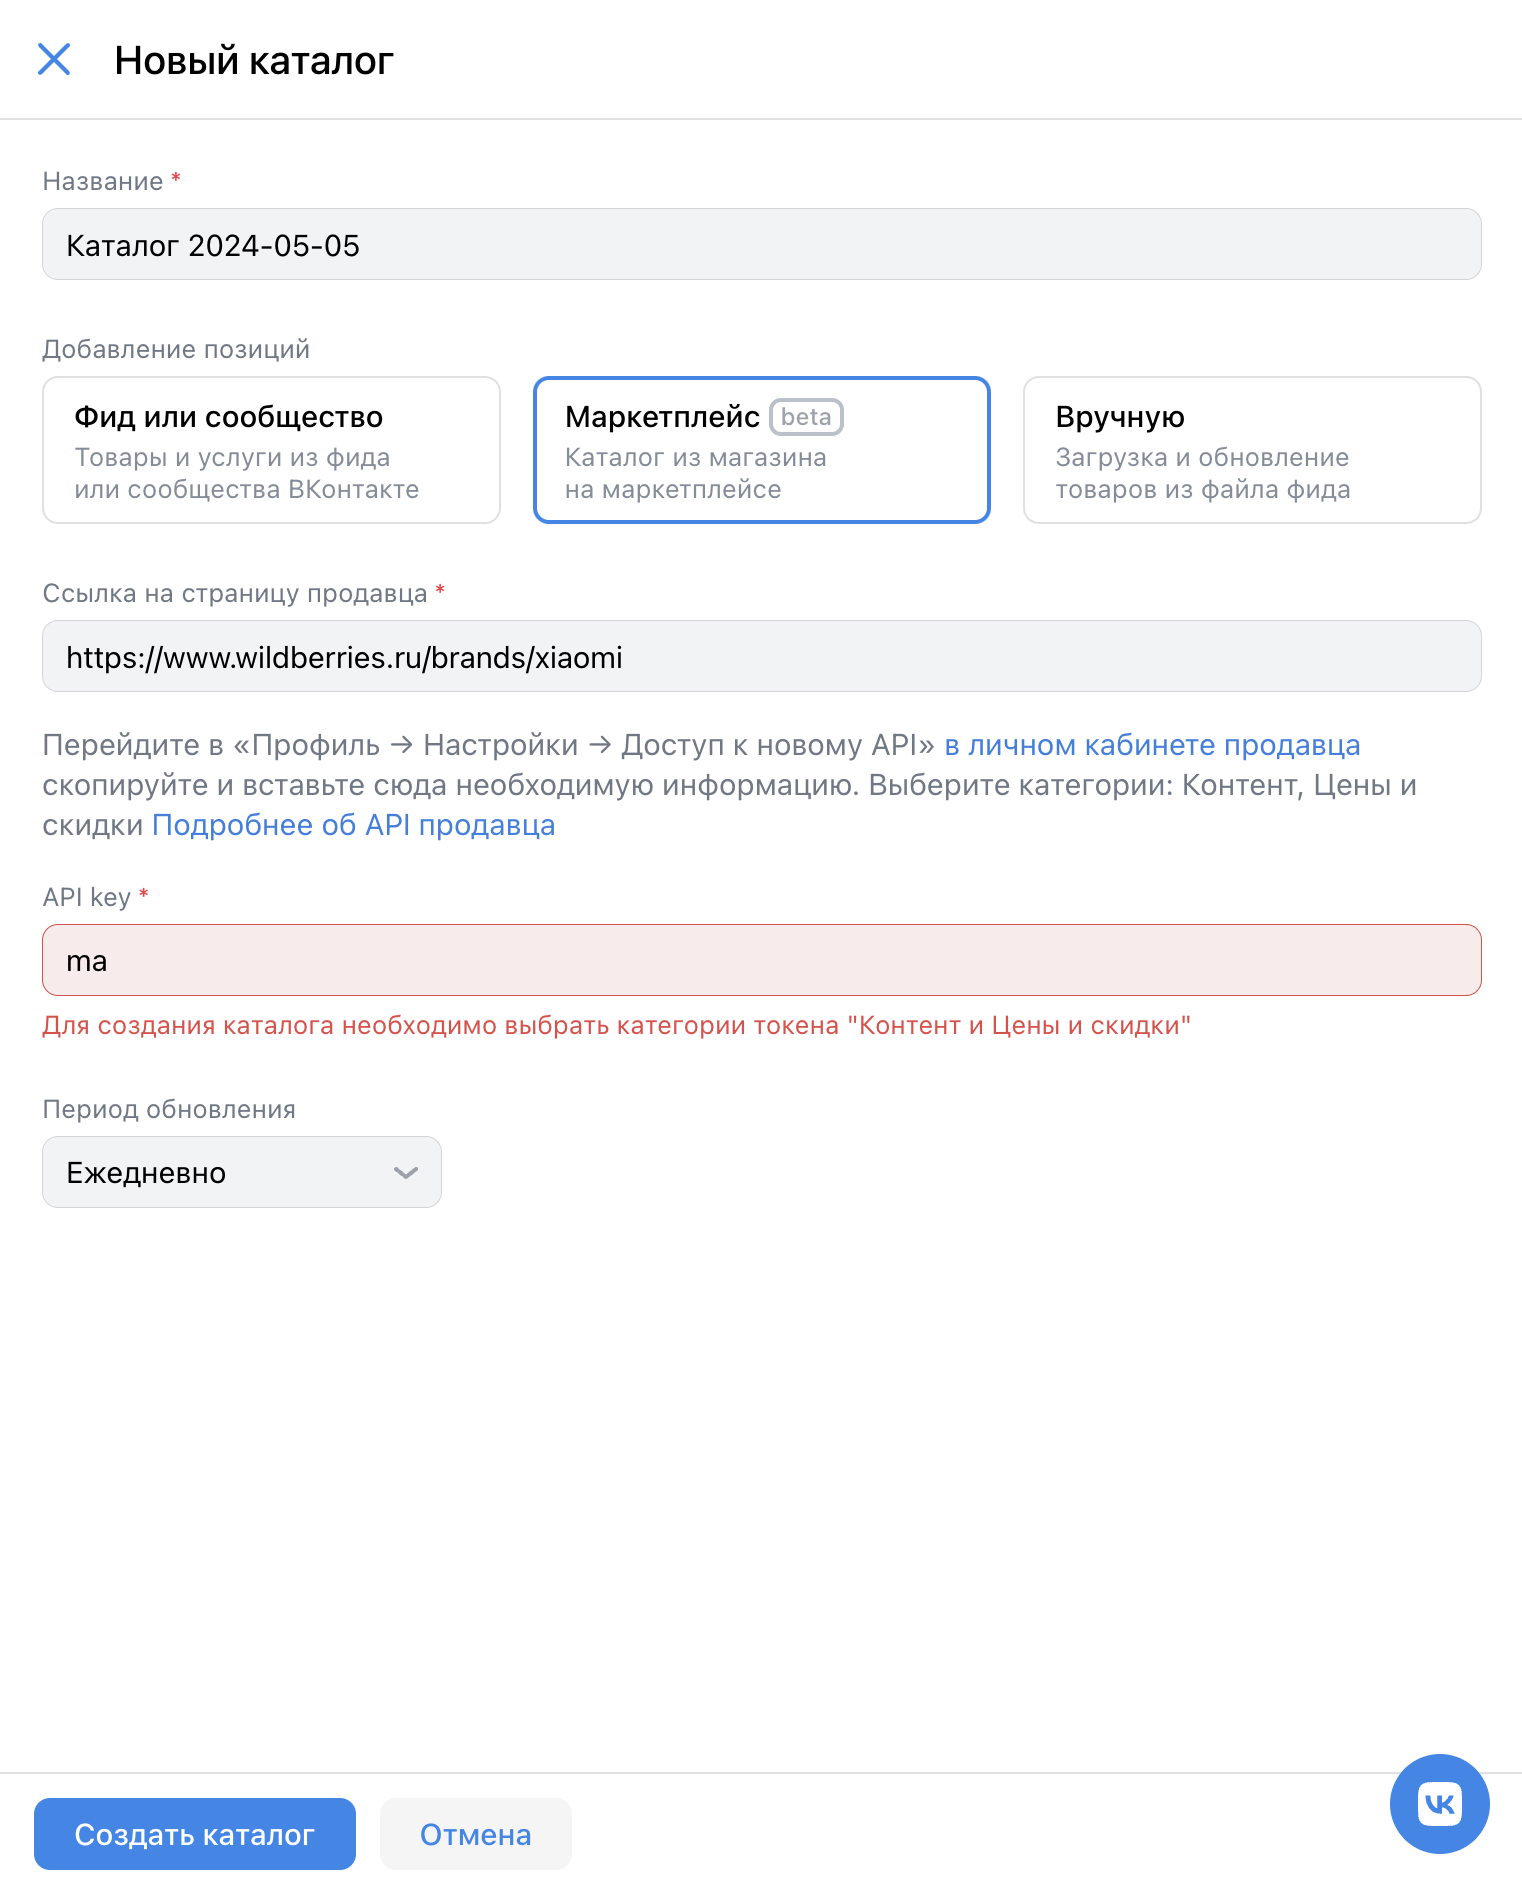 Новый каталог
Название *
Каталог 2024-05-05
Добавление позиций
Фид или сообщество
Товары и услуги из фида
или сообщества ВКонтакте
Маркетплейс beta
Каталог из магазина
на маркетплейсе
Вручную
Загрузка и обновление
товаров из файла фида
Ссылка на страницу продавца *
https://www.wildberries.ru/brands/xiaomi
Перейдите в «Профиль → Настройки → Доступ к новому API» в личном кабинете продавца
скопируйте и вставьте сюда необходимую информацию. Выберите категории: Контент, Цены и
скидки Подробнее об API продавца
API key *
ma
Для создания каталога необходимо выбрать категории токена "Контент и Цены и скидки"
Период обновления
Ежедневно
Создать каталог
Отмена